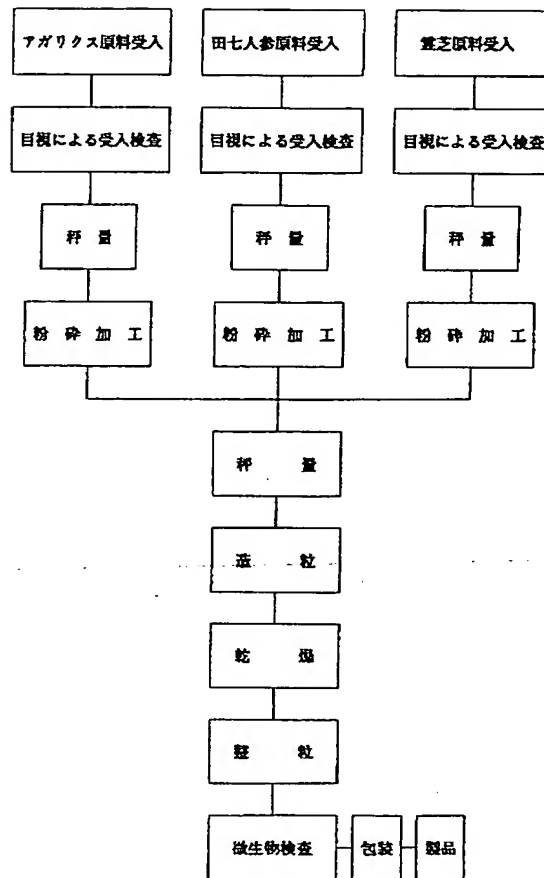 アガリクス原料受入 田七人参原料受入 霊芝原料受入
目視による受入検査 目視による受入検査 目視による受入検査
秤量 秤量 秤量
粉砕加工 粉砕加工 粉砕加工
秤量
造粒
乾燥
整粒
微生物検査 包装 製品